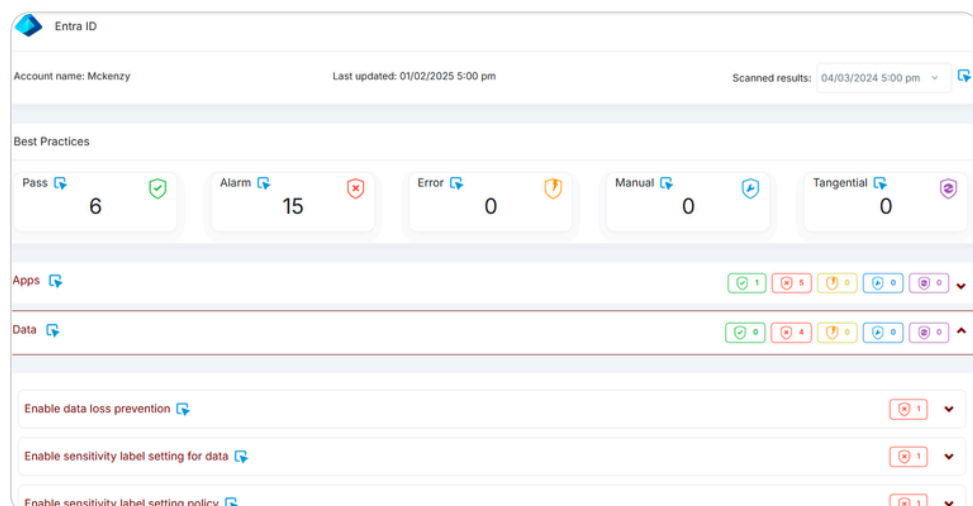 Entra ID
Account name: Mckenzy Last updated: 01/02/2025 5:00 pm Scanned results: 04/03/2024 5:00 pm
Best Practices
Pass Alarm Error Manual Tangential
6 15 0 0 0
Apps 1 5 0 0 0
Data 0 4 0 0 0
Enable data loss prevention 1
Enable sensitivity label setting for data 1
Enable sensitivity label setting policy 1